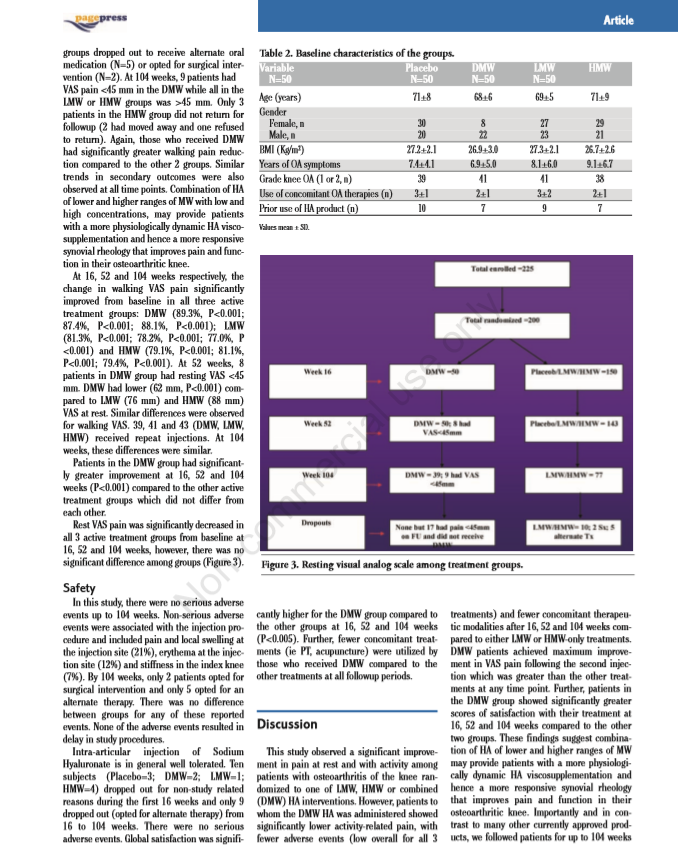 pagepress
Article
groups dropped out to receive alternate oral
medication (N=5) or opted for surgical inter-
vention (N=2). At 104 weeks, 9 patients had
VAS pain <45 mm in the DMW while all in the
LMW or HMW groups was >45 mm. Only 3
patients in the HMW group did not return for
followup (2 had moved away and one refused
to return). Again, those who received DMW
had significantly greater walking pain reduc-
tion compared to the other 2 groups. Similar
trends in secondary outcomes were also
observed at all time points. Combination of HA
of lower and higher ranges of MW with low and
high concentrations, may provide patients
with a more physiologically dynamic HA visco-
supplementation and hence a more responsive
synovial rheology that improves pain and func-
tion in their osteoarthritic knee.
At 16, 52 and 104 weeks respectively, the
change in walking VAS pain significantly
improved from baseline in all three active
treatment groups: DMW (89.3%, P<0.001;
87.4%, P<0.001; 88.1%, P<0.001); LMW
(81.3%, P<0.001; 78.2%, P<0.001; 77.0%, P
<0.001) and HMW (79.1%, P<0.001; 81.1%,
P<0.001; 79.4%, P<0.001). At 52 weeks, 8
patients in DMW group had resting VAS <45
mm. DMW had lower (62 mm, P<0.001) com-
pared to LMW (76 mm) and HMW (88 mm)
VAS at rest. Similar differences were observed
for walking VAS. 39, 41 and 43 (DMW, LMW,
HMW) received repeat injections. At 104
weeks, these differences were similar.
Patients in the DMW group had significant-
ly greater improvement at 16, 52 and 104
weeks (P<0.001) compared to the other active
treatment groups which did not differ from
each other.
Rest VAS pain was significantly decreased in
all 3 active treatment groups from baseline at
16, 52 and 104 weeks, however, there was no
significant difference among groups (Figure 3).
Safety
In this study, there were no serious adverse
events up to 104 weeks. Non-serious adverse
events were associated with the injection pro-
cedure and included pain and local swelling at
the injection site (21%), erythema at the injec-
tion site (12%) and stiffness in the index knee
(7%). By 104 weeks, only 2 patients opted for
surgical intervention and only 5 opted for an
alternate therapy. There was no difference
between groups for any of these reported
events. None of the adverse events resulted in
delay in study procedures.
Intra-articular injection of Sodium
Hyaluronate is in general well tolerated. Ten
subjects (Placebo=3; DMW=2; LMW=1;
HMW=4) dropped out for non-study related
reasons during the first 16 weeks and only 9
dropped out (opted for alternate therapy) from
16 to 104 weeks. There were no serious
adverse events. Global satisfaction was signifi-
Table 2. Baseline characteristics of the groups.
Variable Placebo DMW LMW HMW
N=50 N=50 N=50 N=50
Age (years) 71±8 68±6 69±5 71±9
Gender
Female, n 30 8 27 29
Male, n 20 22 23 21
BMI (Kg/m²) 27.2±2.1 26.9±3.0 27.3±2.1 26.7±2.6
Years of OA symptoms 7.4±4.1 6.9±5.0 8.1±6.0 9.1±6.7
Grade knee OA (1 or 2, n) 39 41 41 38
Use of concomitant OA therapies (n) 3±1 2±1 3±2 2±1
Prior use of HA product (n) 10 7 9 7
Values mean ± SD.
Total enrolled =225
Total randomized =200
Week 16 DMW =50 Placeob/LMW/HMW =150
Week 52 DMW = 50; 8 had
VAS<45mm
Placebo/LMW/HMW = 143
Week 104 DMW = 39; 9 had VAS
<45mm
LMW/HMW = 77
Dropouts None but 17 had pain <45mm
on FU and did not receive
DMW
LMW/HMW= 10; 2 Sx; 5
alternate Tx
Figure 3. Resting visual analog scale among treatment groups.
cantly higher for the DMW group compared to
the other groups at 16, 52 and 104 weeks
(P<0.005). Further, fewer concomitant treat-
ments (ie PT, acupuncture) were utilized by
those who received DMW compared to the
other treatments at all followup periods.
Discussion
This study observed a significant improve-
ment in pain at rest and with activity among
patients with osteoarthritis of the knee ran-
domized to one of LMW, HMW or combined
(DMW) HA interventions. However, patients to
whom the DMW HA was administered showed
significantly lower activity-related pain, with
fewer adverse events (low overall for all 3
treatments) and fewer concomitant therapeu-
tic modalities after 16, 52 and 104 weeks com-
pared to either LMW or HMW-only treatments.
DMW patients achieved maximum improve-
ment in VAS pain following the second injec-
tion which was greater than the other treat-
ments at any time point. Further, patients in
the DMW group showed significantly greater
scores of satisfaction with their treatment at
16, 52 and 104 weeks compared to the other
two groups. These findings suggest combina-
tion of HA of lower and higher ranges of MW
may provide patients with a more physiologi-
cally dynamic HA viscosupplementation and
hence a more responsive synovial rheology
that improves pain and function in their
osteoarthritic knee. Importantly and in con-
trast to many other currently approved prod-
ucts, we followed patients for up to 104 weeks
Non-commercial use only